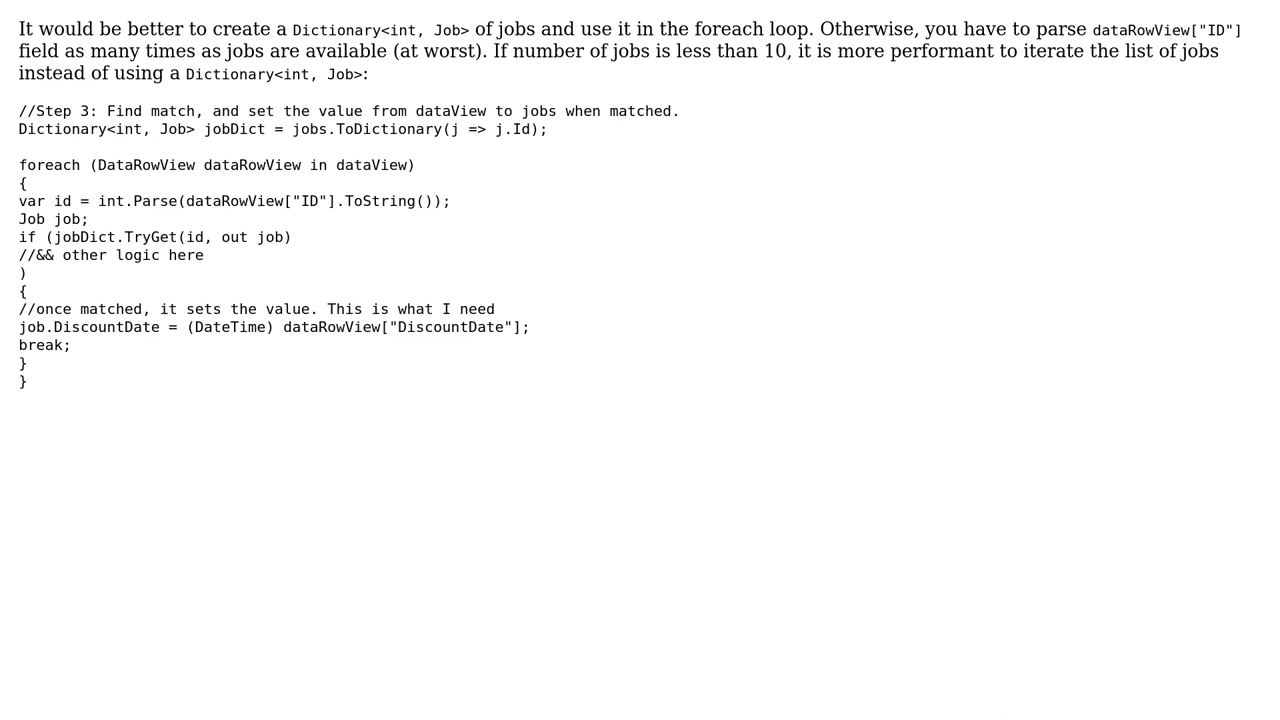 It would be better to create a Dictionary<int, Job> of jobs and use it in the foreach loop. Otherwise, you have to parse dataRowView["ID"]
field as many times as jobs are available (at worst). If number of jobs is less than 10, it is more performant to iterate the list of jobs
instead of using a Dictionary<int, Job>:
//Step 3: Find match, and set the value from dataView to jobs when matched.
Dictionary<int, Job> jobDict = jobs.ToDictionary(j => j.Id);
foreach (DataRowView dataRowView in dataView)
{
var id = int.Parse(dataRowView["ID"].ToString());
Job job;
if (jobDict.TryGet(id, out job)
//&& other logic here
)
{
//once matched, it sets the value. This is what I need
job.DiscountDate = (DateTime) dataRowView["DiscountDate"];
break;
}
}